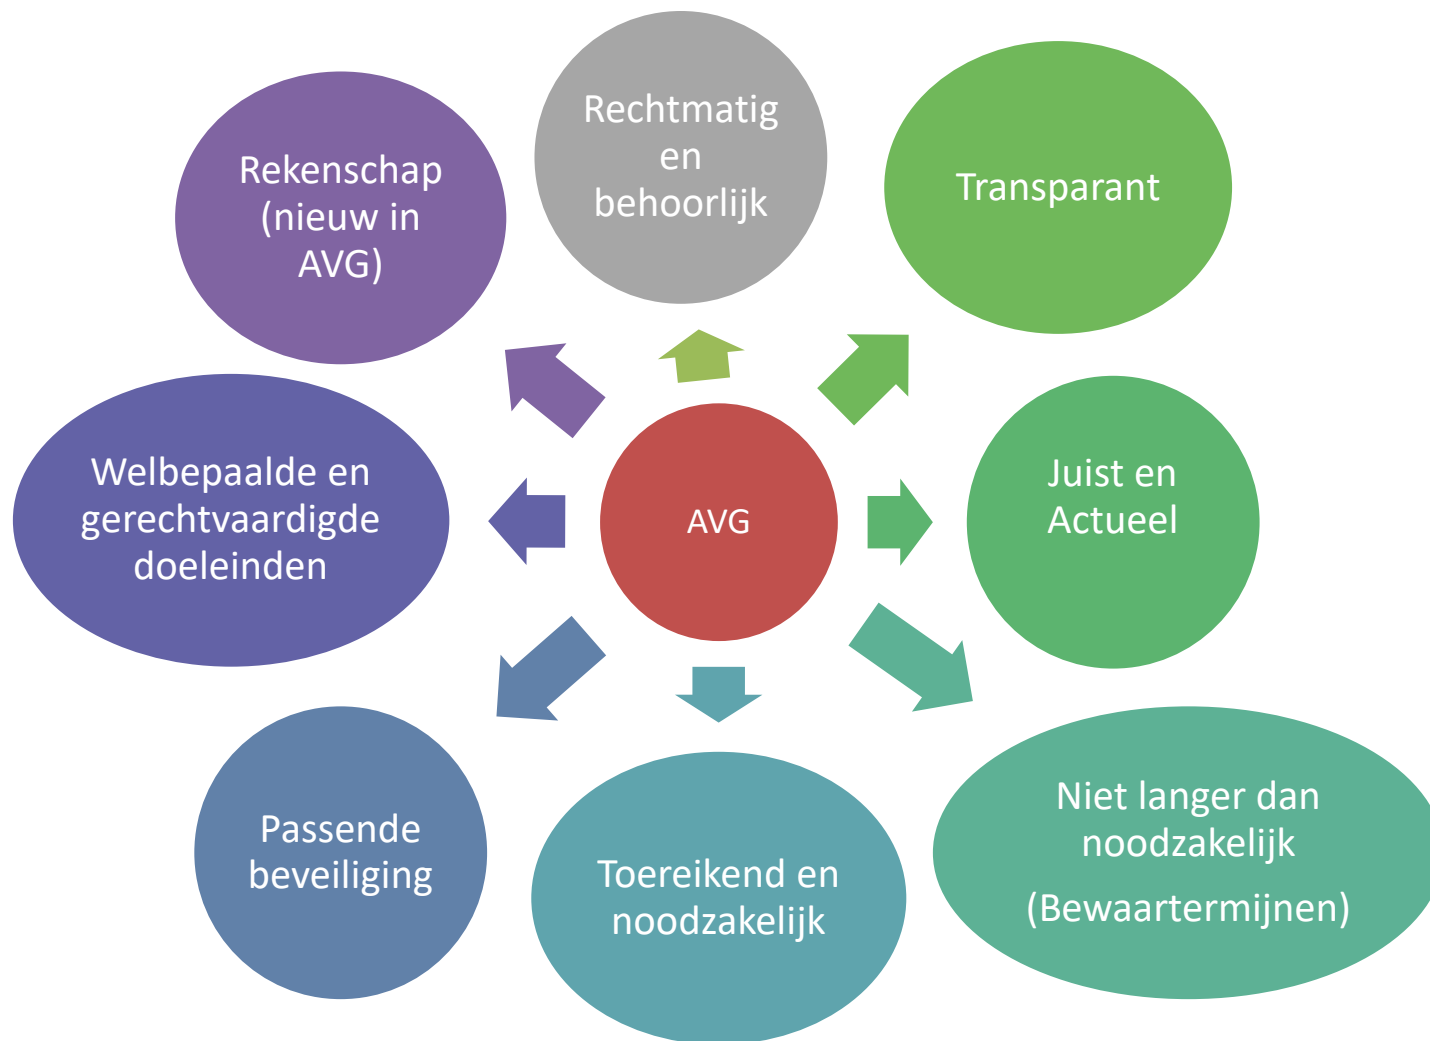 Rechtmatig
en
behoorlijk
Transparant
Juist en
Actueel
Niet langer dan
noodzakelijk
(Bewaartermijnen)
Toereikend en
noodzakelijk
Passende
beveiliging
Welbepaalde en
gerechtvaardigde
doeleinden
Rekenschap
(nieuw in
AVG)
AVG